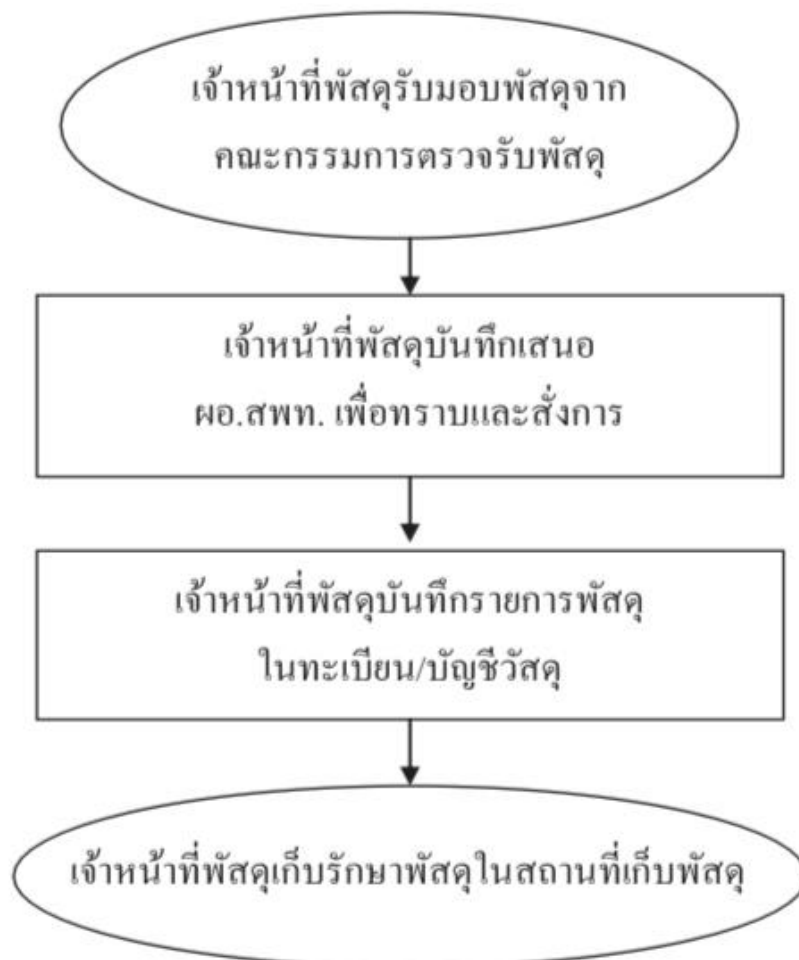 เจ้าหน้าที่พัสดุรับมอบพัสดุจาก
คณะกรรมการตรวจรับพัสดุ
เจ้าหน้าที่พัสดุบันทึกเสนอ
ผอ.สพท. เพื่อทราบและสั่งการ
เจ้าหน้าที่พัสดุบันทึกรายการพัสดุ
ในทะเบียน/บัญชีวัสดุ
เจ้าหน้าที่พัสดุเก็บรักษาพัสดุในสถานที่เก็บพัสดุ